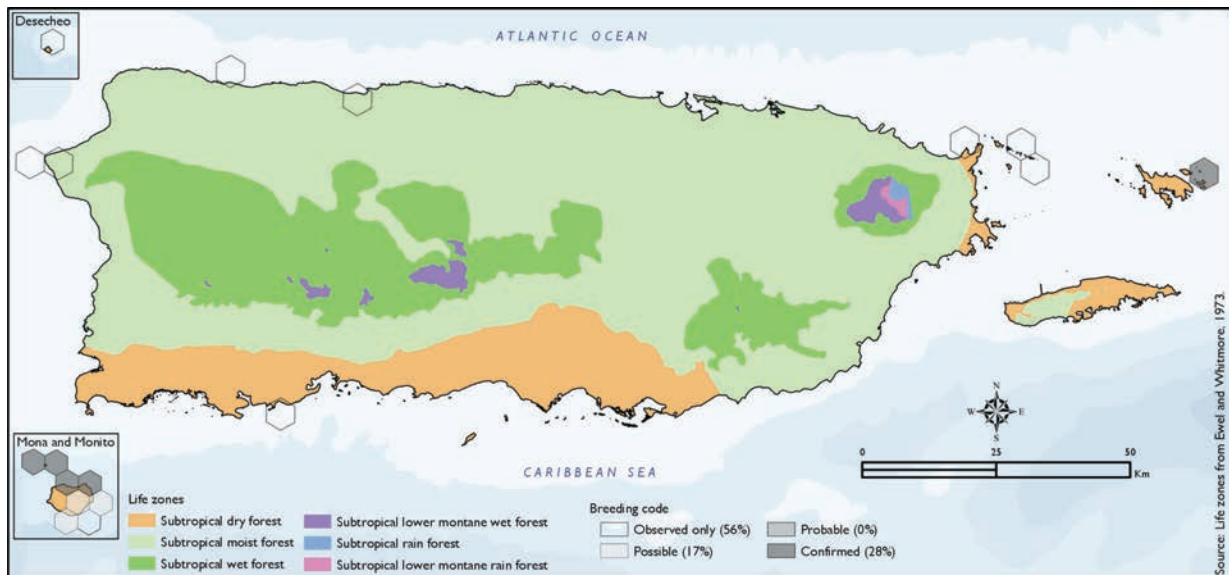 Desecheo
ATLANTIC OCEAN
N
W E
S
0 25 50
Km
Mona and Monito
CARIBBEAN SEA
Life zones
Subtropical dry forest
Subtropical moist forest
Subtropical wet forest
Subtropical lower montane wet forest
Subtropical rain forest
Subtropical lower montane rain forest
Breeding code
Observed only (56%)
Possible (17%)
Probable (0%)
Confirmed (28%)
Source: Life zones from Ewel and Whitmore, 1973.